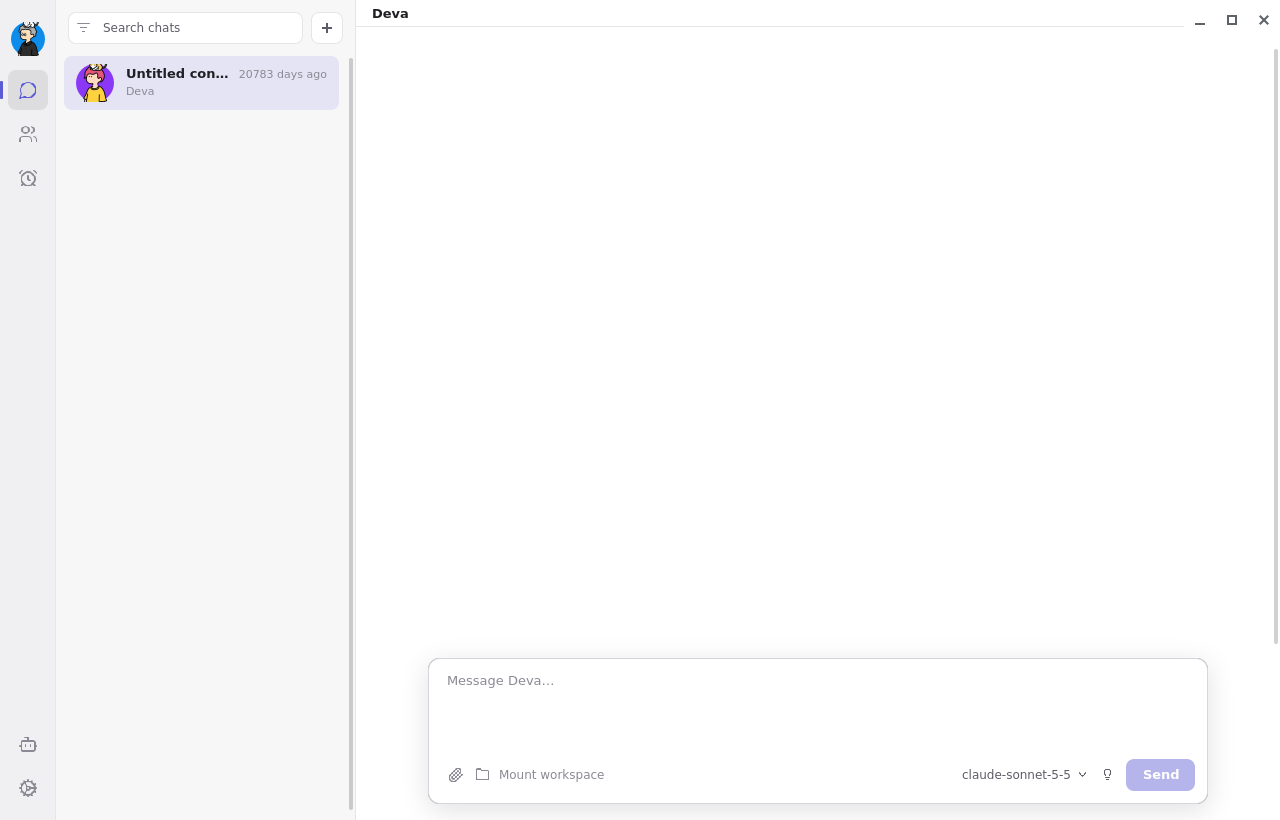 Search chats
Untitled con... 20783 days ago
Deva
Deva
Message Deva...
Mount workspace
claude-sonnet-5-5
Send